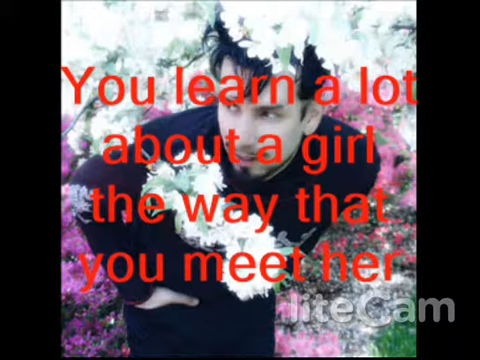 You learn a lot
about a girl
the way that
you meet her
liteCam